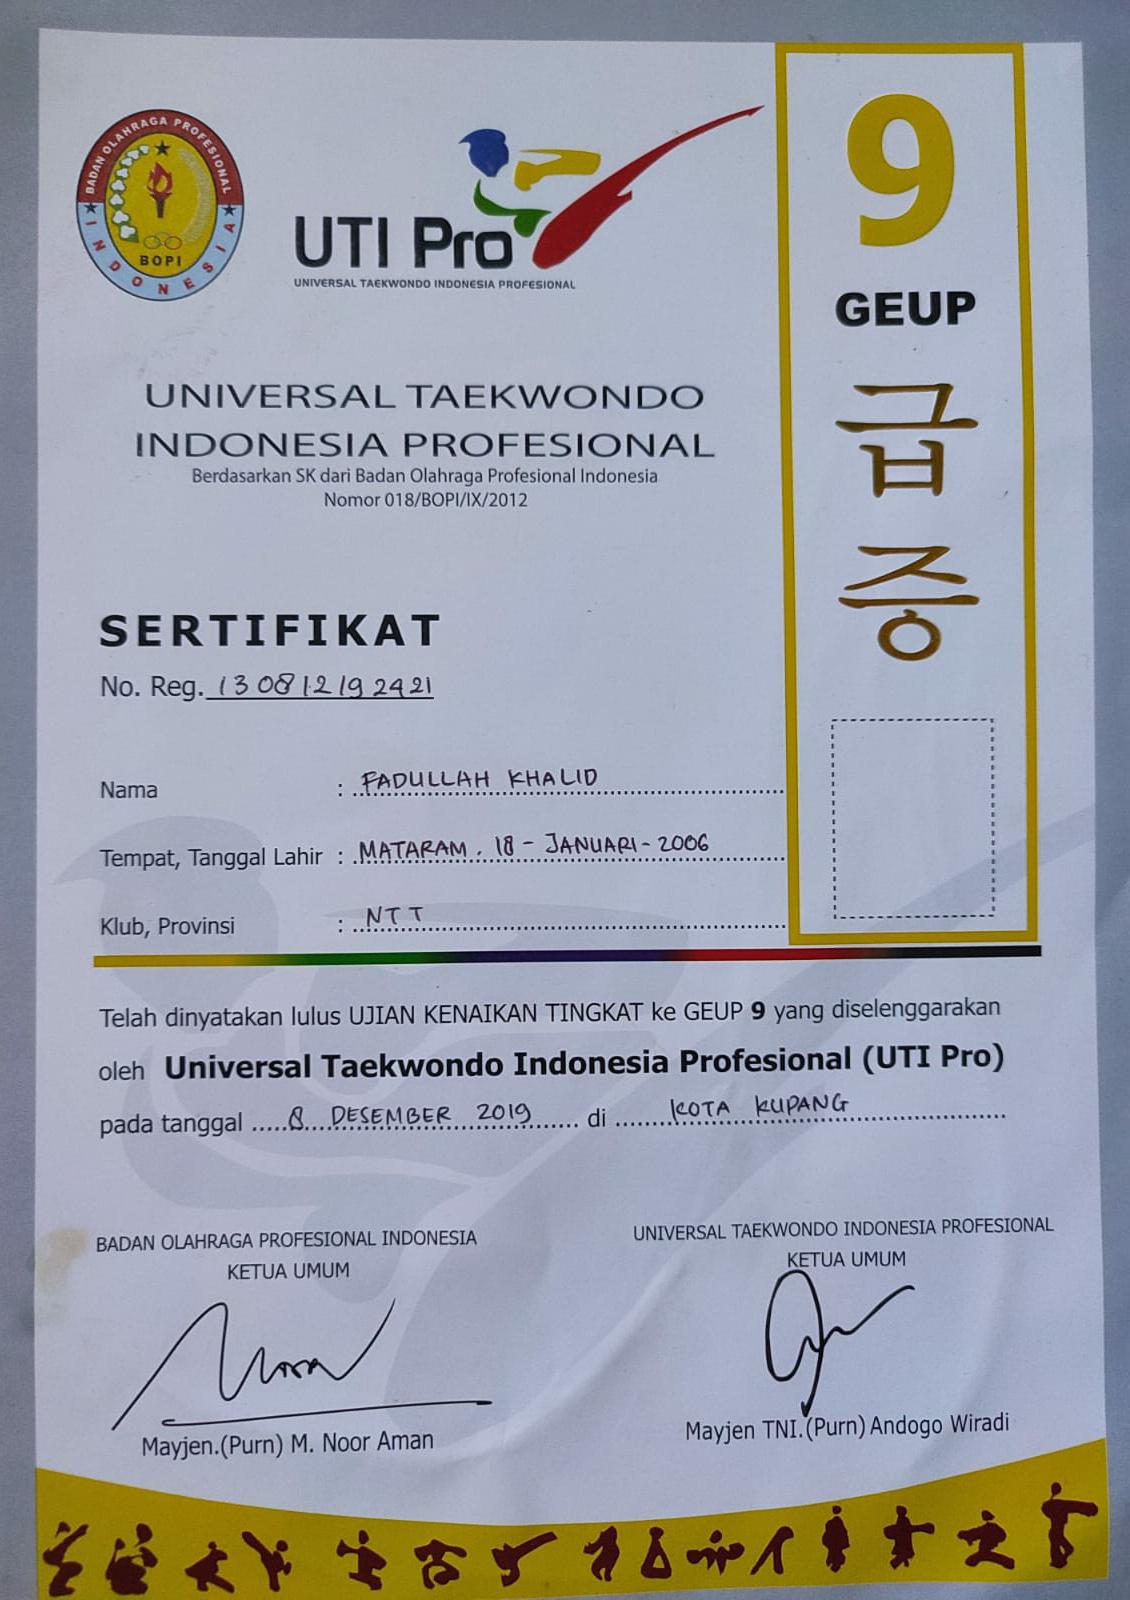 BADAN OLAHRAGA PROFESIONAL
INDONESIA
BOPI
UTI Pro
UNIVERSAL TAEKWONDO INDONESIA PROFESIONAL
9
GEUP
급
증
UNIVERSAL TAEKWONDO
INDONESIA PROFESIONAL
Berdasarkan SK dari Badan Olahraga Profesional Indonesia
Nomor 018/BOPI/IX/2012
SERTIFIKAT
No. Reg. 13 08 12 19 2421
Nama : FADULLAH KHALID
Tempat, Tanggal Lahir : MATARAM. 18 - JANUARI - 2006
Klub, Provinsi : NTT
Telah dinyatakan lulus UJIAN KENAIKAN TINGKAT ke GEUP 9 yang diselenggarakan
oleh Universal Taekwondo Indonesia Profesional (UTI Pro)
pada tanggal 8 DESEMBER 2019 di KOTA KUPANG
BADAN OLAHRAGA PROFESIONAL INDONESIA
KETUA UMUM
Mayjen.(Purn) M. Noor Aman
UNIVERSAL TAEKWONDO INDONESIA PROFESIONAL
KETUA UMUM
Mayjen TNI.(Purn) Andogo Wiradi